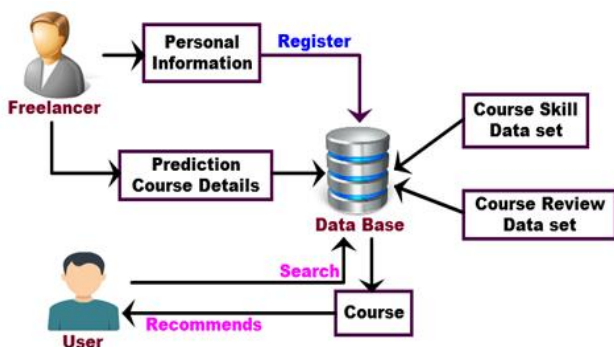 Personal
Information
Register
Freelancer
Course Skill
Data set
Prediction
Course Details
Course Review
Data set
Data Base
Search
Course
Recommends
User